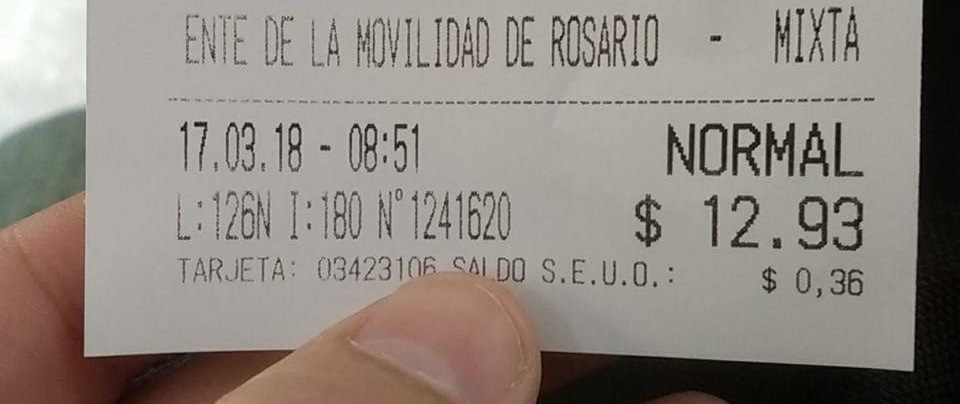 ENTE DE LA MOVILIDAD DE ROSARIO - MIXTA
17.03.18 - 08:51 NORMAL
L:126N I:180 N°1241620 $ 12.93
TARJETA: 03423106 SALDO S.E.U.O.: $ 0,36